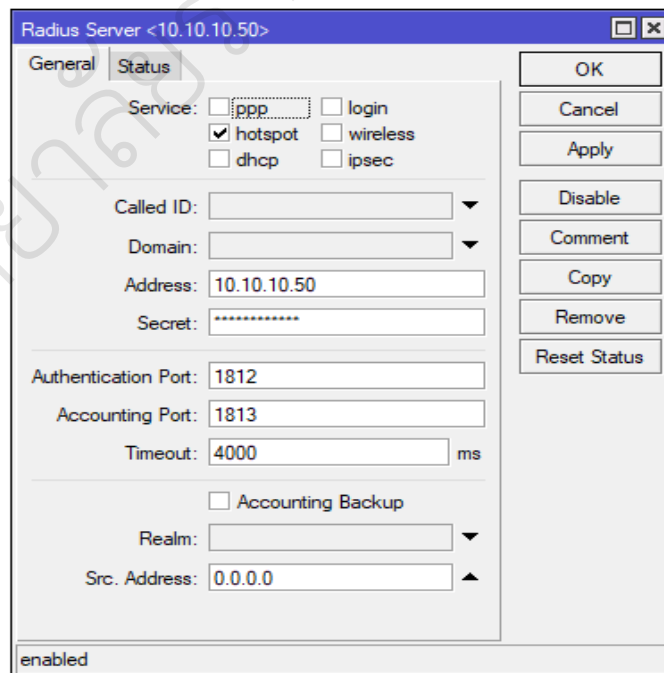 Radius Server <10.10.10.50>
General Status
Service: ppp login
hotspot wireless
dhcp ipsec
Called ID:
Domain:
Address: 10.10.10.50
Secret: ************
Authentication Port: 1812
Accounting Port: 1813
Timeout: 4000 ms
Accounting Backup
Realm:
Src. Address: 0.0.0.0
enabled
OK
Cancel
Apply
Disable
Comment
Copy
Remove
Reset Status